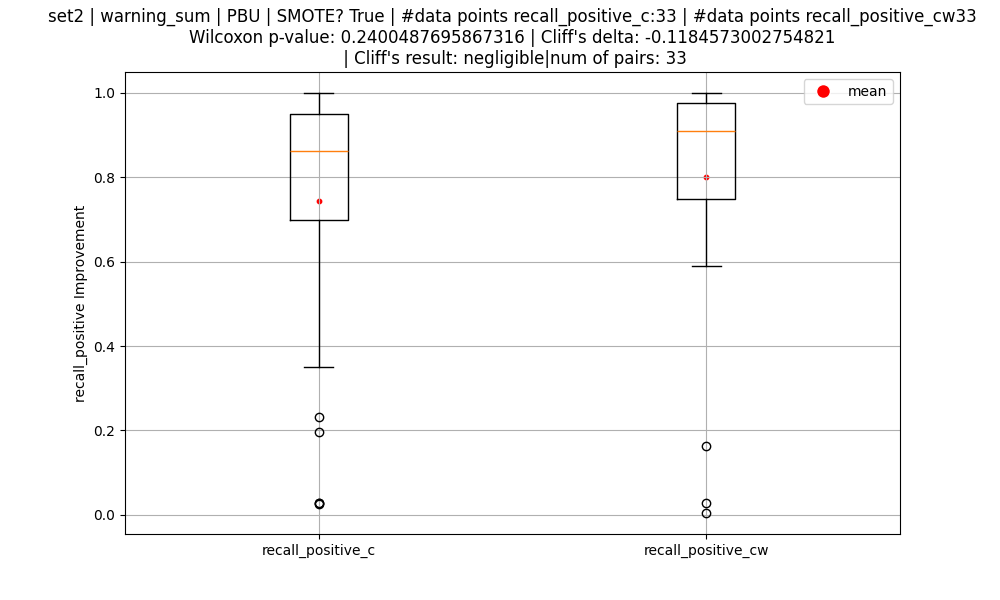 set2 | warning_sum | PBU | SMOTE? True | #data points recall_positive_c:33 | #data points recall_positive_cw33
Wilcoxon p-value: 0.2400487695867316 | Cliff's delta: -0.1184573002754821
| Cliff's result: negligible|num of pairs: 33
mean
1.0
0.8
0.6
0.4
0.2
0.0
recall_positive Improvement
recall_positive_c
recall_positive_cw